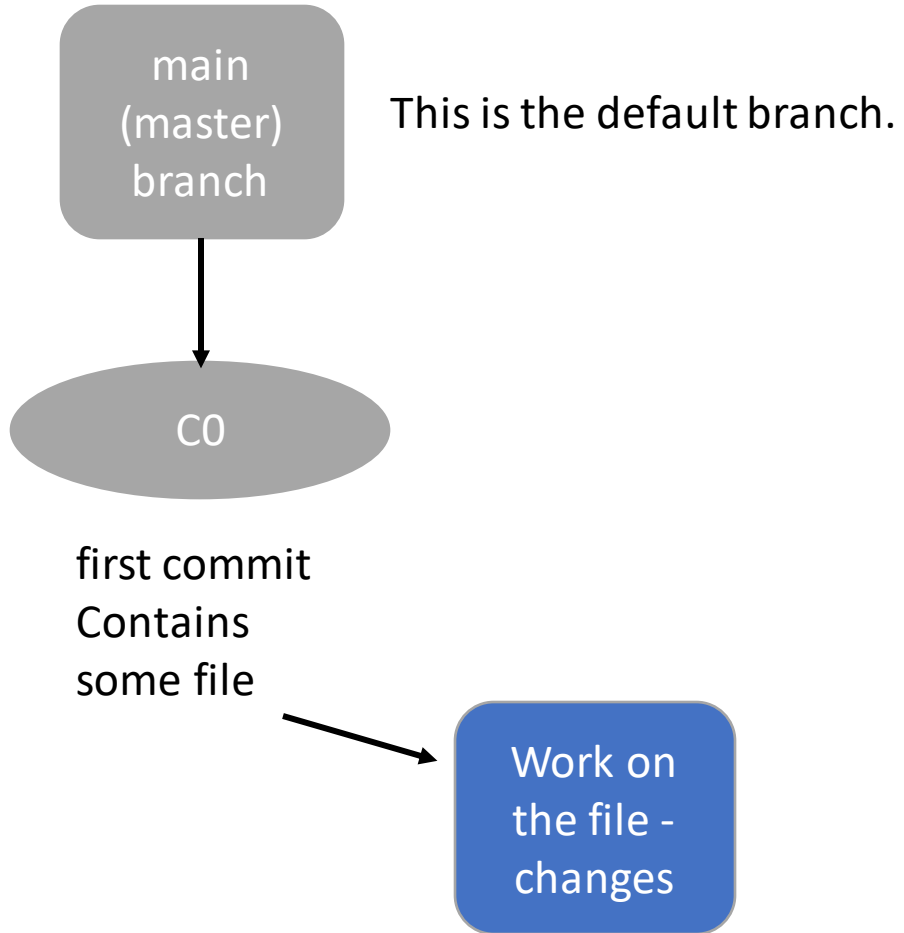 main
(master)
branch
This is the default branch.
C0
first commit
Contains
some file
Work on
the file -
changes